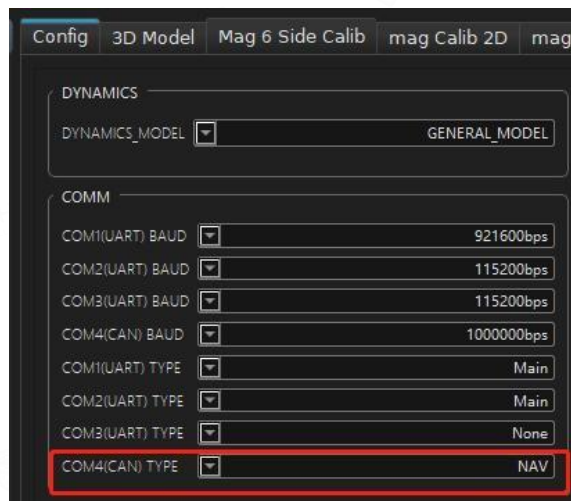 Config 3D Model Mag 6 Side Calib mag Calib 2D mag
DYNAMICS
DYNAMICS_MODEL GENERAL_MODEL
COMM
COM1(UART) BAUD 921600bps
COM2(UART) BAUD 115200bps
COM3(UART) BAUD 115200bps
COM4(CAN) BAUD 1000000bps
COM1(UART) TYPE Main
COM2(UART) TYPE Main
COM3(UART) TYPE None
COM4(CAN) TYPE NAV